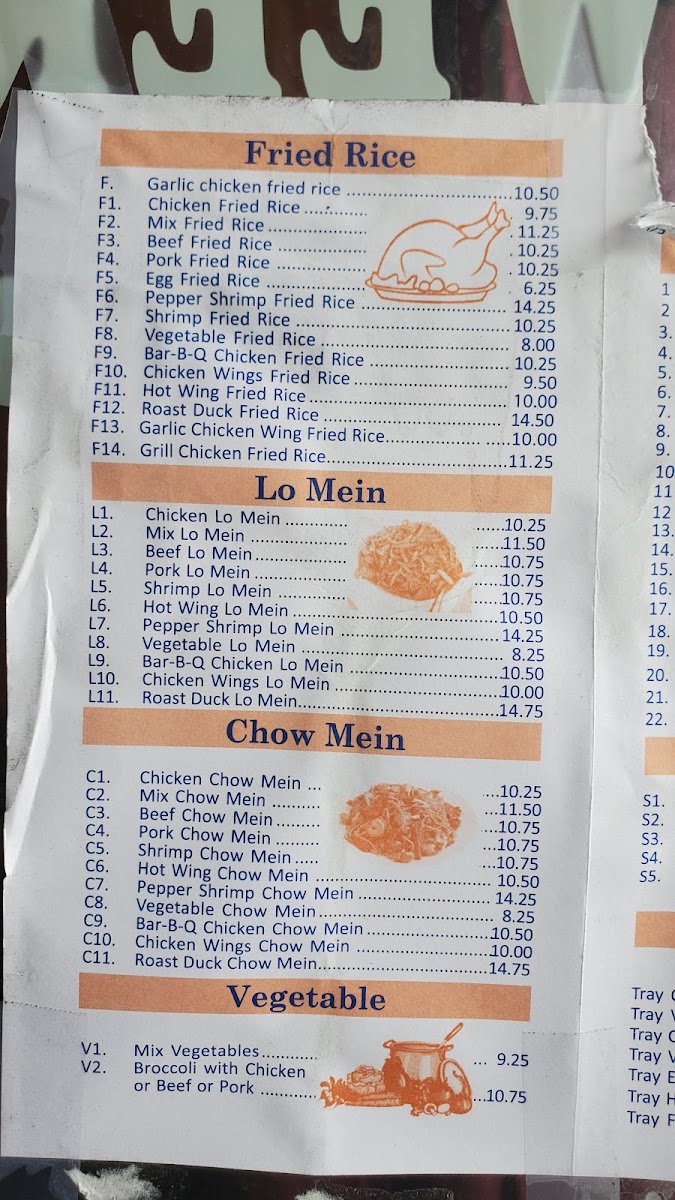 Fried Rice
F. Garlic chicken fried rice ..................................10.50
F1. Chicken Fried Rice ............. 9.75
F2. Mix Fried Rice.................... . 11.25
F3. Beef Fried Rice .................. . 10.25
F4. Pork Fried Rice .................. . 10.25
F5. Egg Fried Rice .................... . 6.25
F6. Pepper Shrimp Fried Rice ............................. 14.25
F7. Shrimp Fried Rice .......................................... 10.25
F8. Vegetable Fried Rice ...................................... 8.00
F9. Bar-B-Q Chicken Fried Rice ............................ 10.25
F10. Chicken Wings Fried Rice............................... 9.50
F11. Hot Wing Fried Rice........................................ 10.00
F12. Roast Duck Fried Rice .................................... 14.50
F13. Garlic Chicken Wing Fried Rice................... ......10.00
F14. Grill Chicken Fried Rice.....................................11.25
Lo Mein
L1. Chicken Lo Mein ............. ......10.25
L2. Mix Lo Mein .................... ......11.50
L3. Beef Lo Mein................... ......10.75
L4. Pork Lo Mein................... ......10.75
L5. Shrimp Lo Mein .............. ......10.75
L6. Hot Wing Lo Mein ..........................................10.50
L7. Pepper Shrimp Lo Mein ................................. 14.25
L8. Vegetable Lo Mein ......................................... 8.25
L9. Bar-B-Q Chicken Lo Mein ...............................10.50
L10. Chicken Wings Lo Mein .................................10.00
L11. Roast Duck Lo Mein.........................................14.75
Chow Mein
C1. Chicken Chow Mein ... ...10.25
C2. Mix Chow Mein .......... ...11.50
C3. Beef Chow Mein......... ...10.75
C4. Pork Chow Mein ......... ...10.75
C5. Shrimp Chow Mein ..... ...10.75
C6. Hot Wing Chow Mein .................................... 10.50
C7. Pepper Shrimp Chow Mein............................ 14.25
C8. Vegetable Chow Mein.................................... 8.25
C9. Bar-B-Q Chicken Chow Mein ..........................10.50
C10. Chicken Wings Chow Mein ............................10.00
C11. Roast Duck Chow Mein...................................14.75
Vegetable
V1. Mix Vegetables............ ... 9.25
V2. Broccoli with Chicken
or Beef or Pork ............ ...10.75
1
2
3.
4.
5.
6.
7.
8.
9.
10
11
12
13.
14.
15.
16.
17.
18.
19.
20.
21.
22.
S1.
S2.
S3.
S4.
S5.
Tray
Tray
Tray
Tray
Tray
Tray
Tray